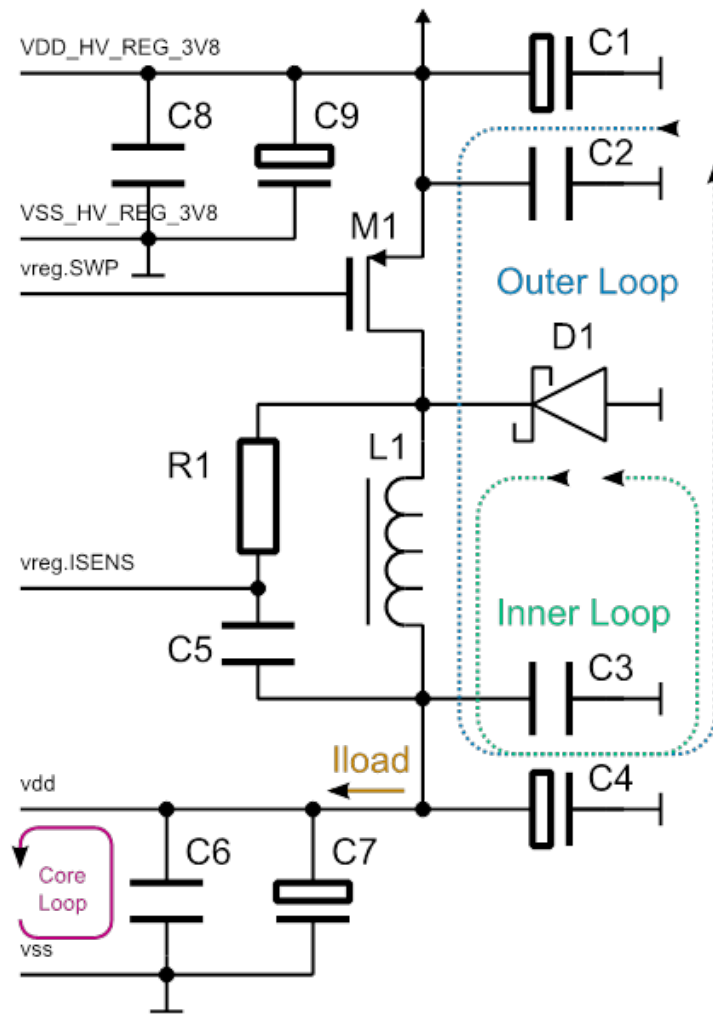 VDD_HV_REG_3V8
C1
C8
C9
C2
VSS_HV_REG_3V8
M1
vreg.SWP
Outer Loop
D1
L1
R1
vreg.ISENS
Inner Loop
C5
C3
Iload
vdd
C4
C6
C7
Core
Loop
vss